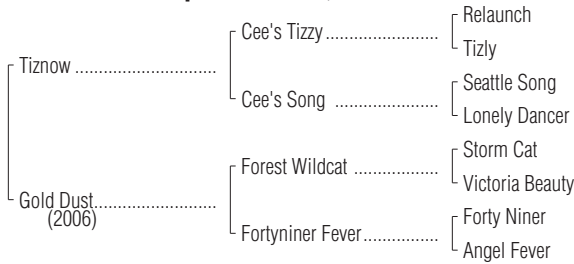 Relaunch
Cee's Tizzy
Tizly
Tiznow
Seattle Song
Cee's Song
Lonely Dancer
Storm Cat
Forest Wildcat
Victoria Beauty
Gold Dust
(2006)
Forty Niner
Fortyniner Fever
Angel Fever